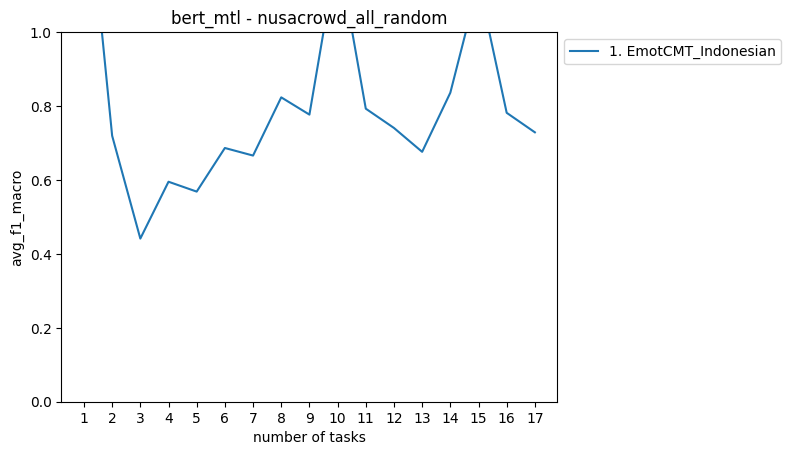 bert_mtl - nusacrowd_all_random
1. EmotCMT_Indonesian
avg_f1_macro
1.0
0.8
0.6
0.4
0.2
0.0
1 2 3 4 5 6 7 8 9 10 11 12 13 14 15 16 17
number of tasks